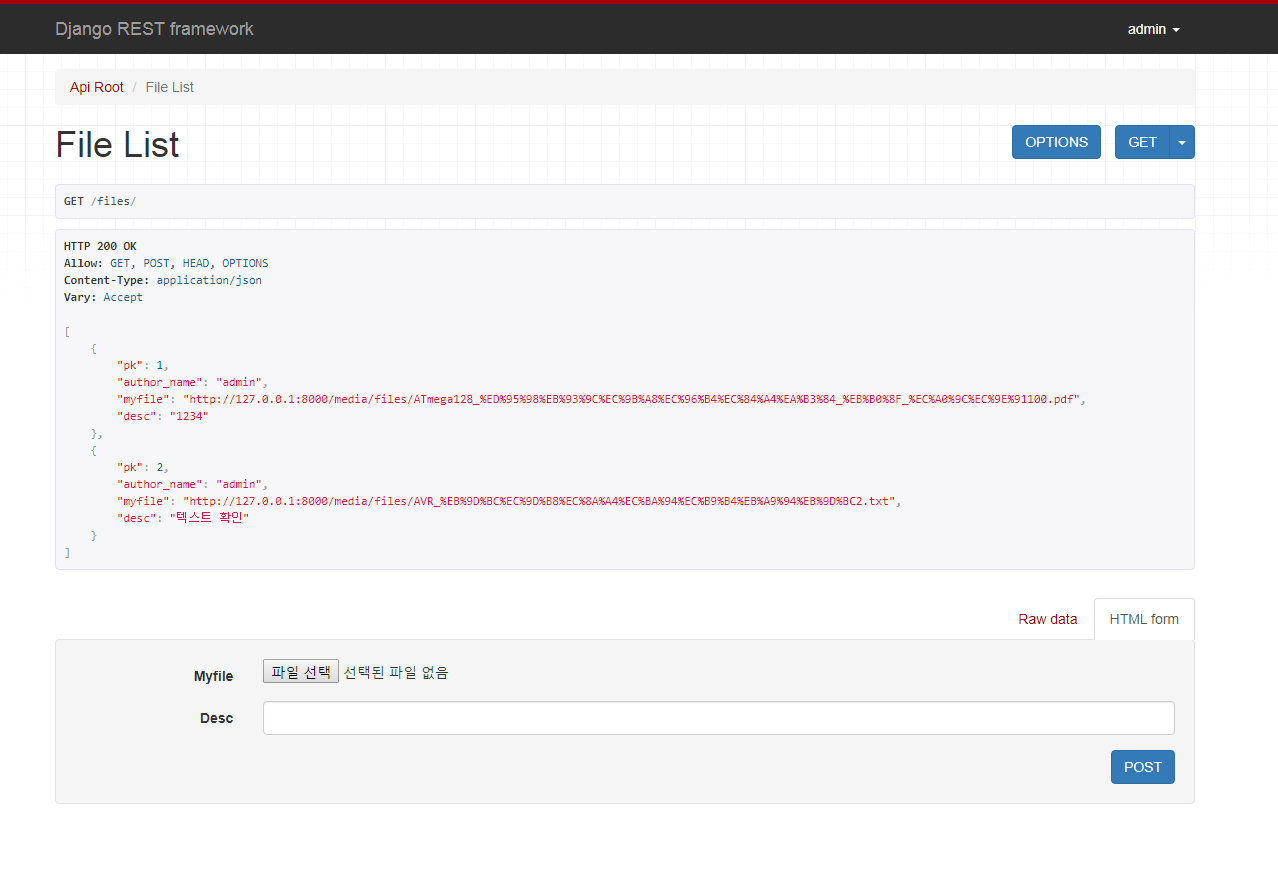 Django REST framework
admin
Api Root / File List
File List
OPTIONS
GET
GET /files/
HTTP 200 OK
Allow: GET, POST, HEAD, OPTIONS
Content-Type: application/json
Vary: Accept
[
    {
        "pk": 1,
        "author_name": "admin",
        "myfile": "http://127.0.0.1:8000/media/files/ATmega128_%ED%95%98%EB%93%9C%EC%9B%A8%EC%96%B4%EC%84%A4%EA%B3%84_%EB%B0%8F_%EC%A0%9C%EC%9E%91100.pdf",
        "desc": "1234"
    },
    {
        "pk": 2,
        "author_name": "admin",
        "myfile": "http://127.0.0.1:8000/media/files/AVR_%EB%9D%BC%EC%9D%B8%EC%8A%A4%EC%BA%94%EC%B9%B4%EB%A9%94%EB%9D%BC2.txt",
        "desc": "텍스트 확인"
    }
]
Raw data
HTML form
Myfile
파일 선택 선택된 파일 없음
Desc
POST